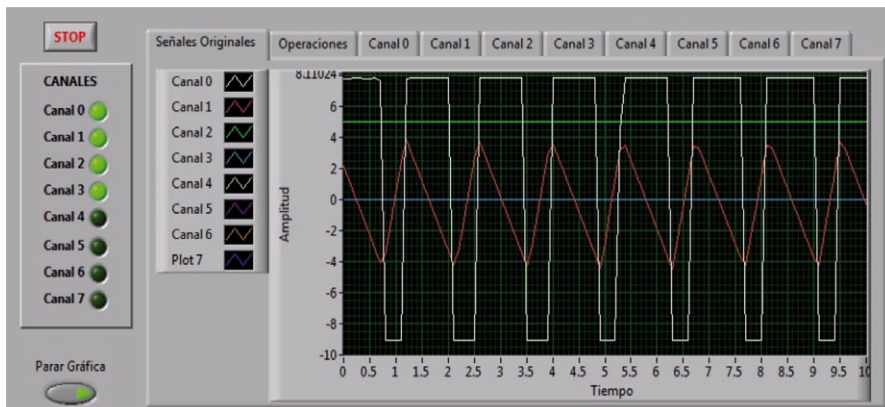 STOP
CANALES
Canal 0
Canal 1
Canal 2
Canal 3
Canal 4
Canal 5
Canal 6
Canal 7
Parar Gráfica
Señales Originales Operaciones Canal 0 Canal 1 Canal 2 Canal 3 Canal 4 Canal 5 Canal 6 Canal 7
Canal 0
Canal 1
Canal 2
Canal 3
Canal 4
Canal 5
Canal 6
Plot 7
Amplitud
8.11024
6
4
2
0
-2
-4
-6
-8
-10
0 0.5 1 1.5 2 2.5 3 3.5 4 4.5 5 5.5 6 6.5 7 7.5 8 8.5 9 9.5 10
Tiempo